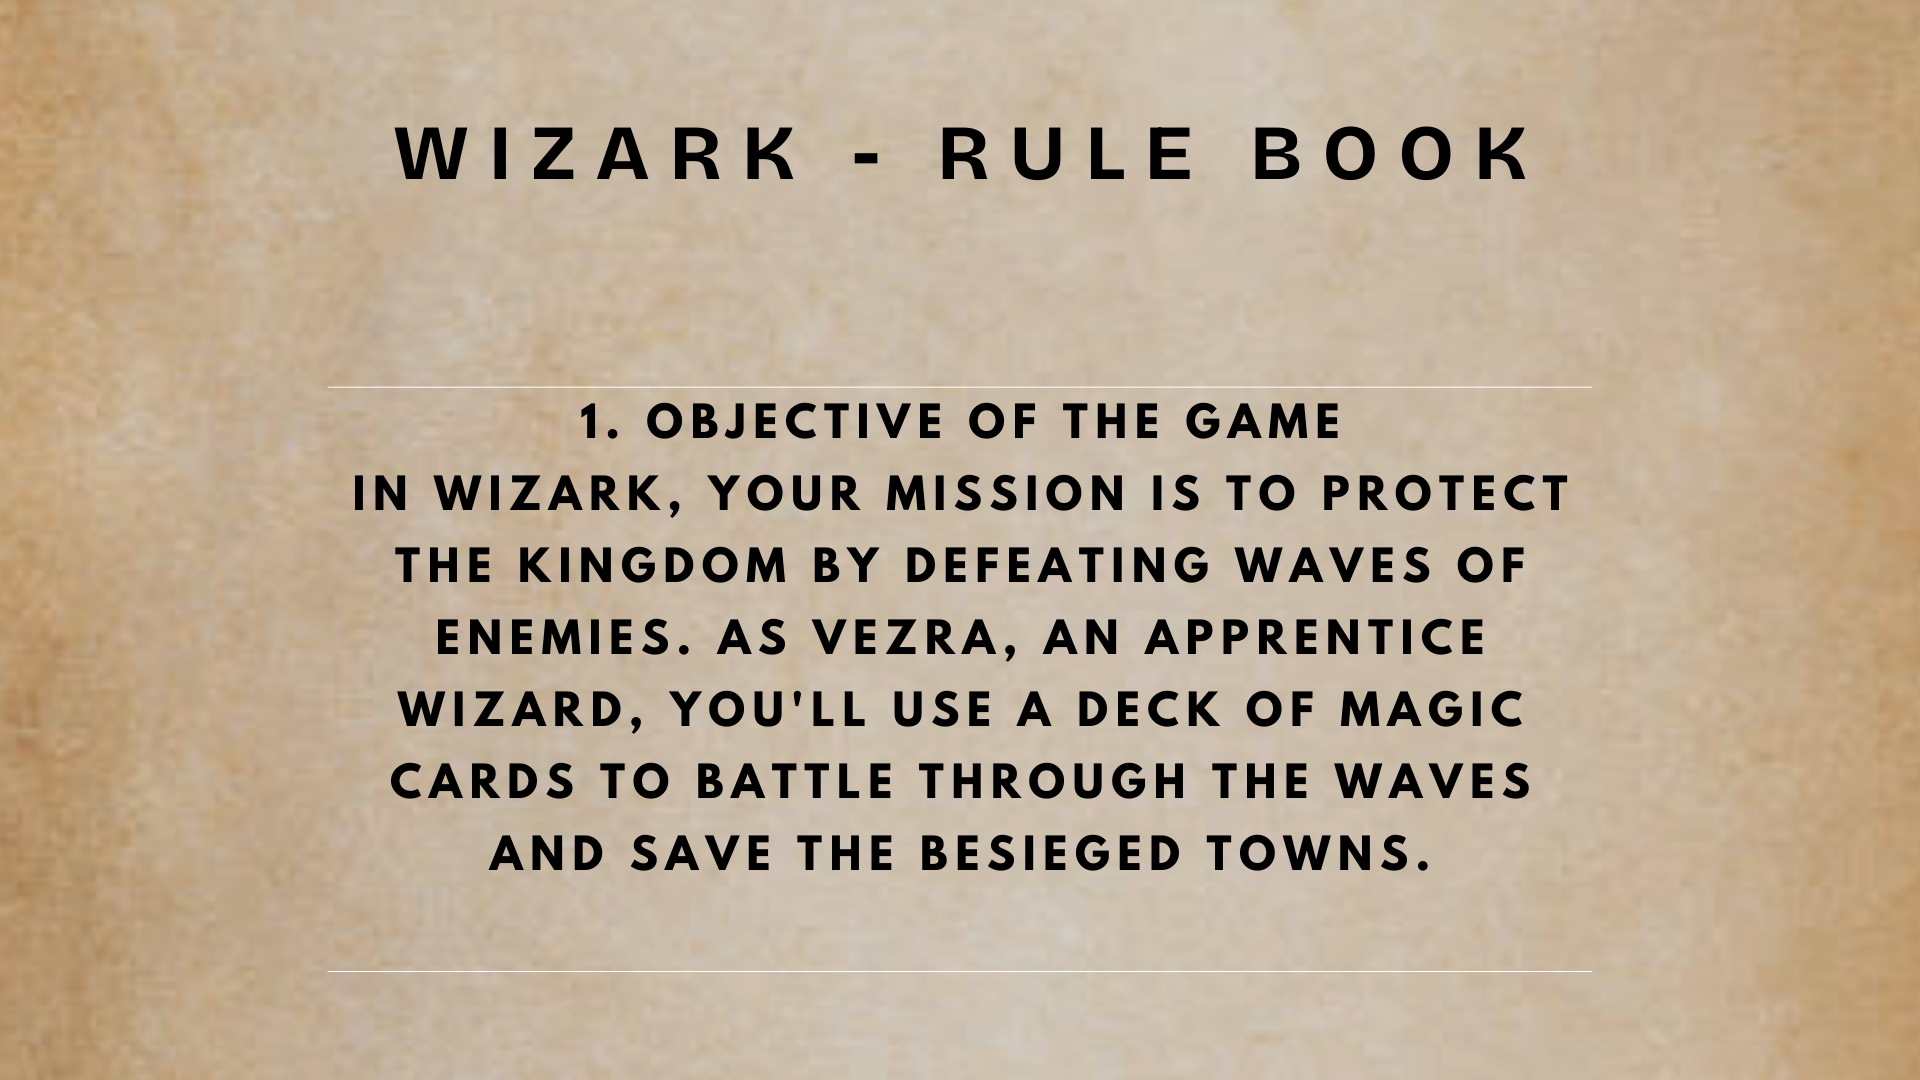 WIZARK - RULE BOOK
1. OBJECTIVE OF THE GAME
IN WIZARK, YOUR MISSION IS TO PROTECT
THE KINGDOM BY DEFEATING WAVES OF
ENEMIES. AS VEZRA, AN APPRENTICE
WIZARD, YOU'LL USE A DECK OF MAGIC
CARDS TO BATTLE THROUGH THE WAVES
AND SAVE THE BESIEGED TOWNS.